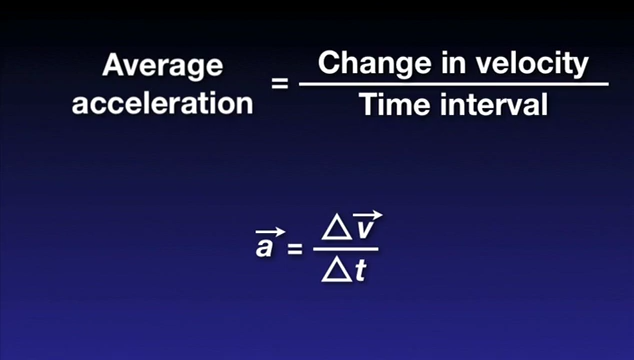 Average acceleration = Change in velocity / Time interval
a⃗ = Δv⃗ / Δt